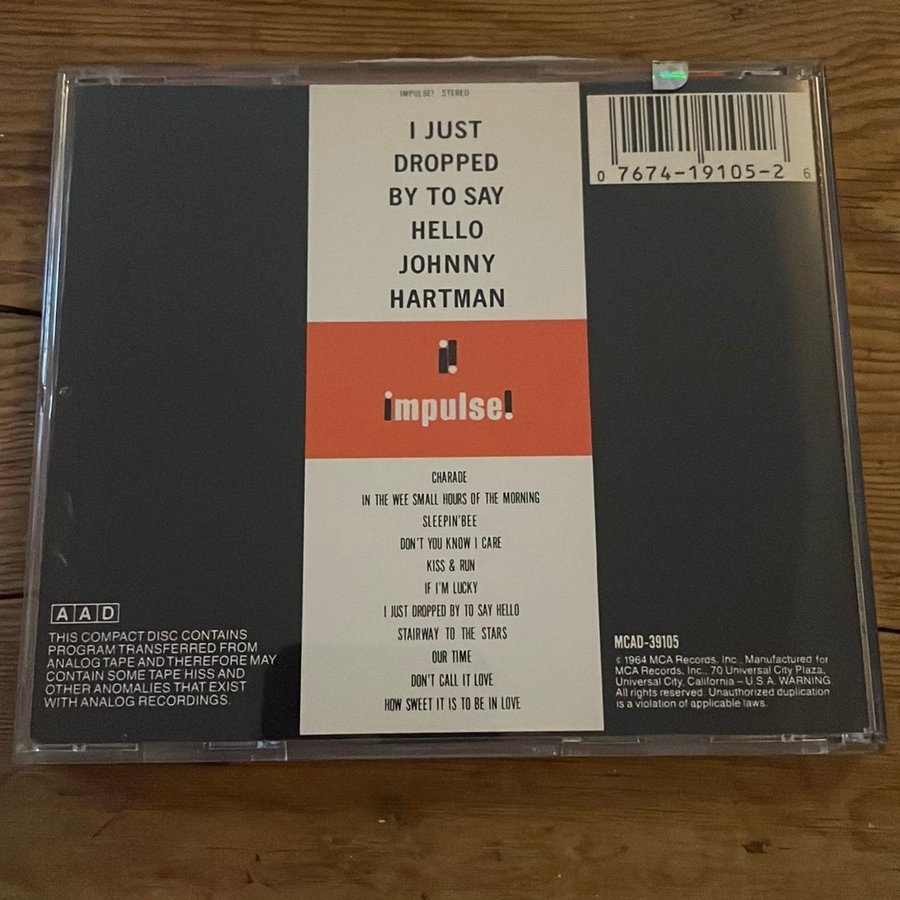 IMPULSE! STEREO
I JUST
DROPPED
BY TO SAY
HELLO
JOHNNY
HARTMAN
0 7674-19105-2 6
i!
impulse!
CHARADE
IN THE WEE SMALL HOURS OF THE MORNING
SLEEPIN'BEE
DON'T YOU KNOW I CARE
KISS & RUN
IF I'M LUCKY
I JUST DROPPED BY TO SAY HELLO
STAIRWAY TO THE STARS
OUR TIME
DON'T CALL IT LOVE
HOW SWEET IT IS TO BE IN LOVE
AAD
THIS COMPACT DISC CONTAINS
PROGRAM TRANSFERRED FROM
ANALOG TAPE AND THEREFORE MAY
CONTAIN SOME TAPE HISS AND
OTHER ANOMALIES THAT EXIST
WITH ANALOG RECORDINGS.
MCAD-39105
© 1964 MCA Records, Inc., Manufactured for
MCA Records, Inc., 70 Universal City Plaza,
Universal City, California – U.S.A. WARNING
All rights reserved. Unauthorized duplication
is a violation of applicable laws.